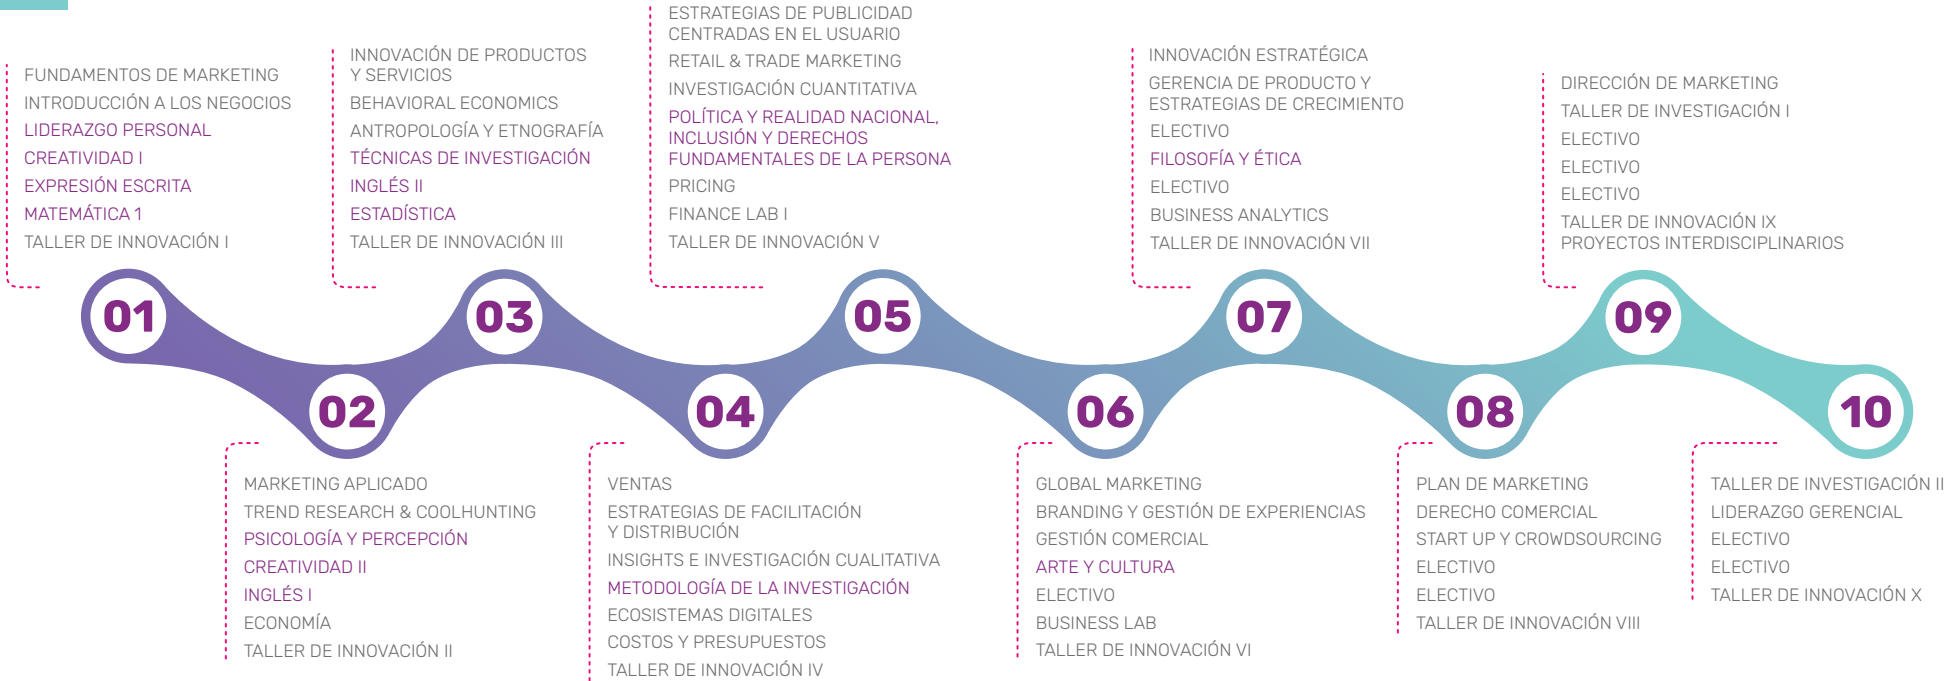 FUNDAMENTOS DE MARKETING
INTRODUCCIÓN A LOS NEGOCIOS
LIDERAZGO PERSONAL
CREATIVIDAD I
EXPRESIÓN ESCRITA
MATEMÁTICA 1
TALLER DE INNOVACIÓN I
01
MARKETING APLICADO
TREND RESEARCH & COOLHUNTING
PSICOLOGÍA Y PERCEPCIÓN
CREATIVIDAD II
INGLÉS I
ECONOMÍA
TALLER DE INNOVACIÓN II
02
INNOVACIÓN DE PRODUCTOS
Y SERVICIOS
BEHAVIORAL ECONOMICS
ANTROPOLOGÍA Y ETNOGRAFÍA
TÉCNICAS DE INVESTIGACIÓN
INGLÉS II
ESTADÍSTICA
TALLER DE INNOVACIÓN III
03
VENTAS
ESTRATEGIAS DE FACILITACIÓN
Y DISTRIBUCIÓN
INSIGHTS E INVESTIGACIÓN CUALITATIVA
METODOLOGÍA DE LA INVESTIGACIÓN
ECOSISTEMAS DIGITALES
COSTOS Y PRESUPUESTOS
TALLER DE INNOVACIÓN IV
04
ESTRATEGIAS DE PUBLICIDAD
CENTRADAS EN EL USUARIO
RETAIL & TRADE MARKETING
INVESTIGACIÓN CUANTITATIVA
POLÍTICA Y REALIDAD NACIONAL,
INCLUSIÓN Y DERECHOS
FUNDAMENTALES DE LA PERSONA
PRICING
FINANCE LAB I
TALLER DE INNOVACIÓN V
05
GLOBAL MARKETING
BRANDING Y GESTIÓN DE EXPERIENCIAS
GESTIÓN COMERCIAL
ARTE Y CULTURA
ELECTIVO
BUSINESS LAB
TALLER DE INNOVACIÓN VI
06
INNOVACIÓN ESTRATÉGICA
GERENCIA DE PRODUCTO Y
ESTRATEGIAS DE CRECIMIENTO
ELECTIVO
FILOSOFÍA Y ÉTICA
ELECTIVO
BUSINESS ANALYTICS
TALLER DE INNOVACIÓN VII
07
PLAN DE MARKETING
DERECHO COMERCIAL
START UP Y CROWDSOURCING
ELECTIVO
ELECTIVO
TALLER DE INNOVACIÓN VIII
08
DIRECCIÓN DE MARKETING
TALLER DE INVESTIGACIÓN I
ELECTIVO
ELECTIVO
ELECTIVO
TALLER DE INNOVACIÓN IX
PROYECTOS INTERDISCIPLINARIOS
09
TALLER DE INVESTIGACIÓN II
LIDERAZGO GERENCIAL
ELECTIVO
ELECTIVO
TALLER DE INNOVACIÓN X
10